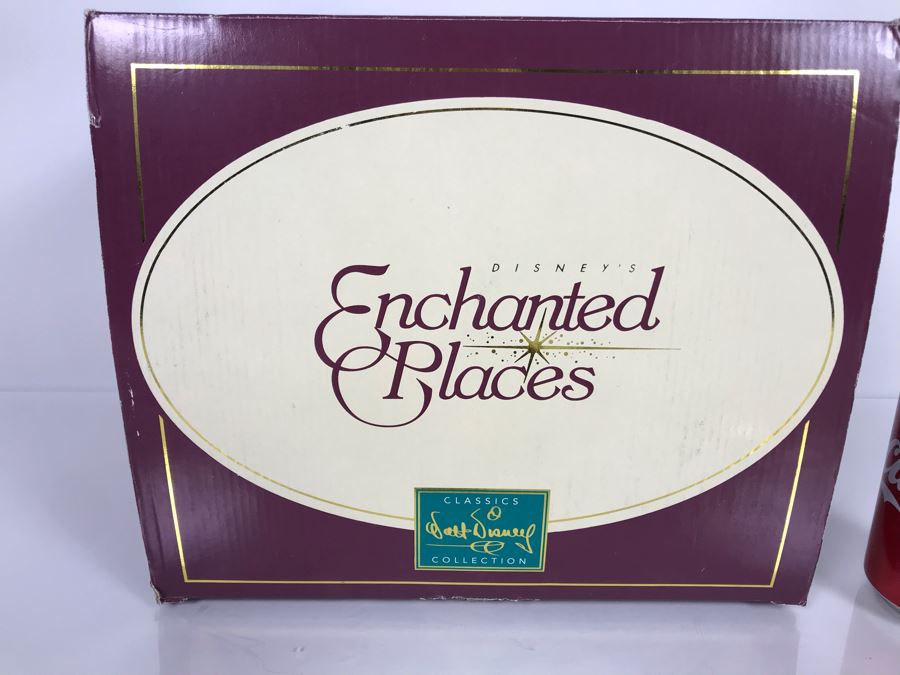 DISNEY'S
Enchanted
Places
CLASSICS
Walt Disney
COLLECTION